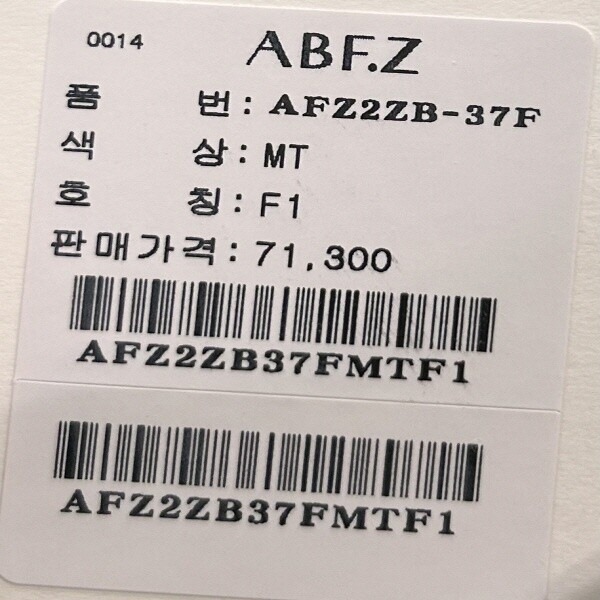 0014 ABF.Z
품 번 : AFZ2ZB-37F
색 상 : MT
호 칭 : F1
판매가격 : 71,300
AFZ2ZB37FMTF1
AFZ2ZB37FMTF1